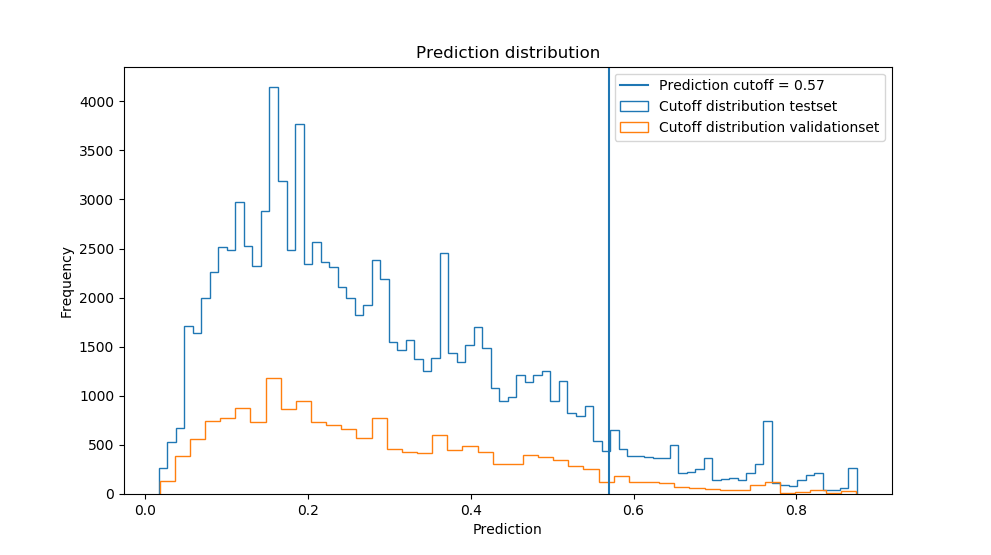 Prediction distribution
Prediction cutoff = 0.57
Cutoff distribution testset
Cutoff distribution validationset
Frequency
4000
3500
3000
2500
2000
1500
1000
500
0
0.0 0.2 0.4 0.6 0.8
Prediction